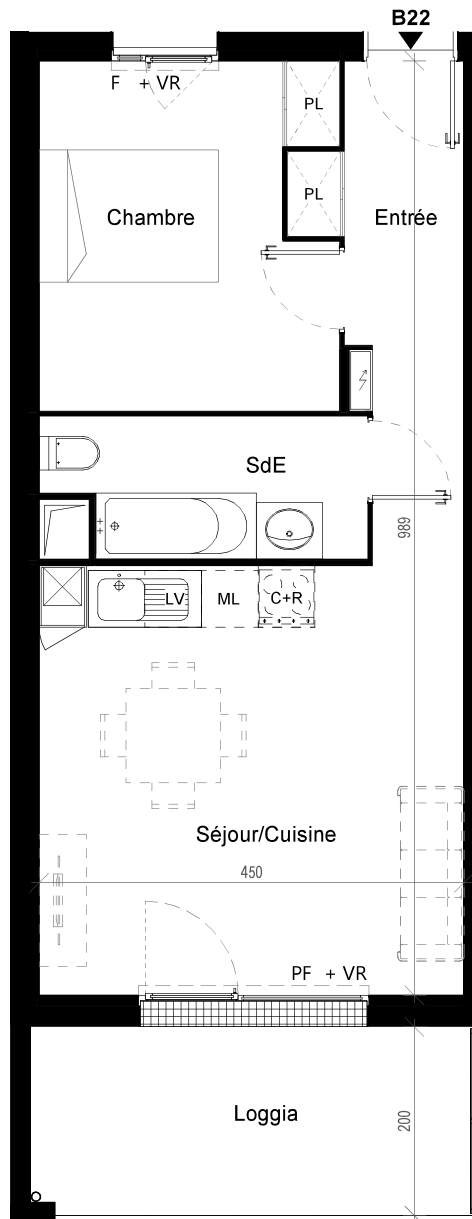 B22
F + VR
PL
PL
Chambre
Entrée
SdE
989
LV
ML
C+R
Séjour/Cuisine
450
PF + VR
Loggia
200